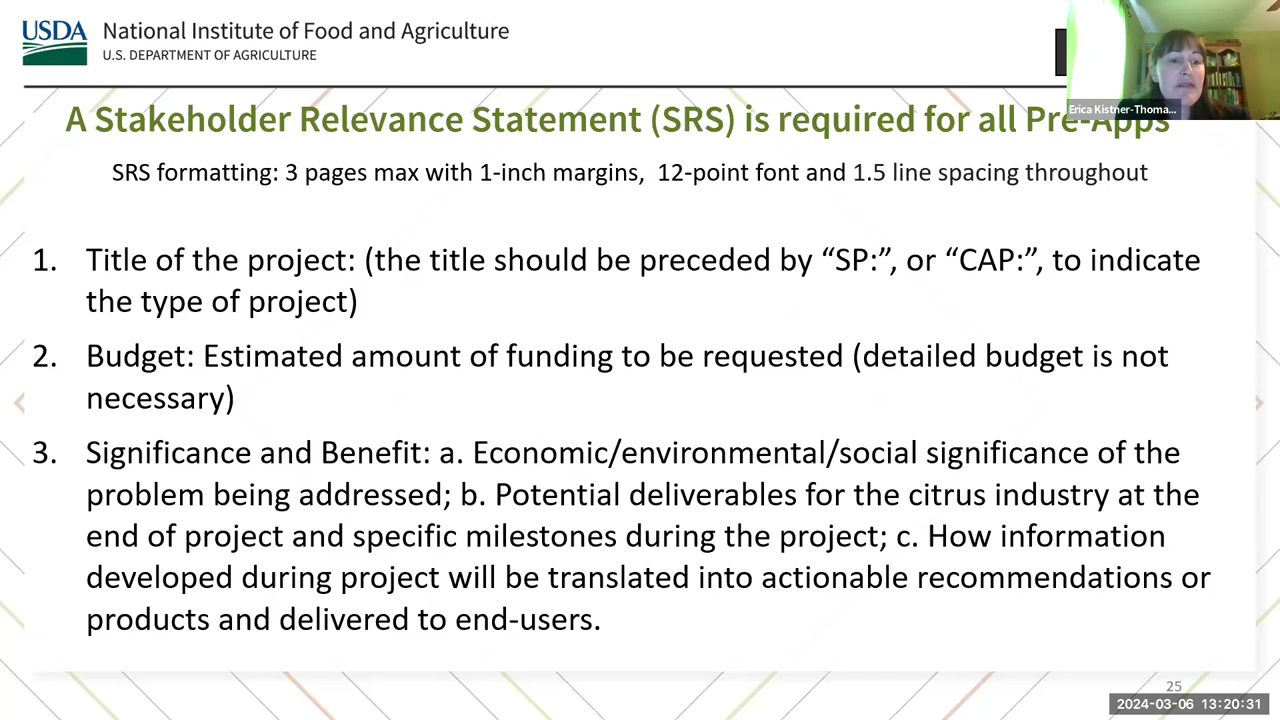 USDA
National Institute of Food and Agriculture
U.S. DEPARTMENT OF AGRICULTURE
Erica Kistner-Thoma...
A Stakeholder Relevance Statement (SRS) is required for all Pre-Apps
SRS formatting: 3 pages max with 1-inch margins, 12-point font and 1.5 line spacing throughout
1. Title of the project: (the title should be preceded by “SP:”, or “CAP:”, to indicate
the type of project)
2. Budget: Estimated amount of funding to be requested (detailed budget is not
necessary)
3. Significance and Benefit: a. Economic/environmental/social significance of the
problem being addressed; b. Potential deliverables for the citrus industry at the
end of project and specific milestones during the project; c. How information
developed during project will be translated into actionable recommendations or
products and delivered to end-users.
25
2024-03-06 13:20:31